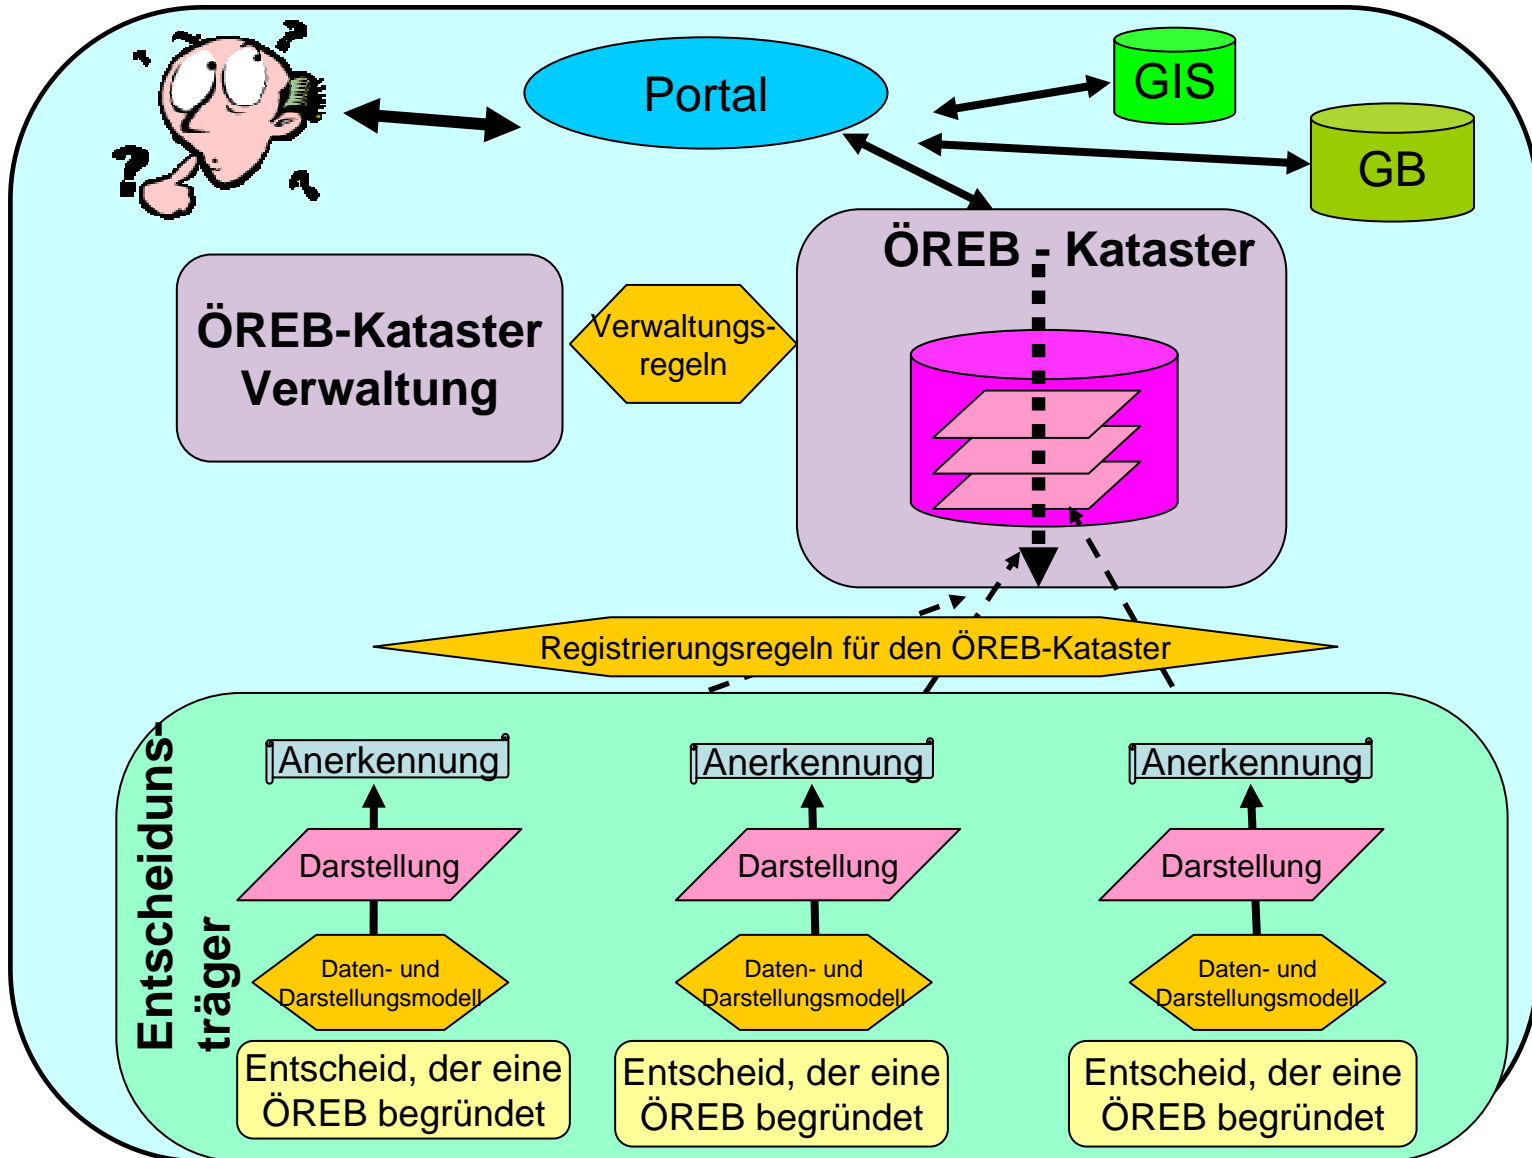 Portal
GIS
GB
ÖREB - Kataster
ÖREB-Kataster
Verwaltung
Verwaltungs-
regeln
Registrierungsregeln für den ÖREB-Kataster
Entscheiduns-
träger
Anerkennung
Anerkennung
Anerkennung
Darstellung
Darstellung
Darstellung
Daten- und
Darstellungsmodell
Daten- und
Darstellungsmodell
Daten- und
Darstellungsmodell
Entscheid, der eine
ÖREB begründet
Entscheid, der eine
ÖREB begründet
Entscheid, der eine
ÖREB begründet